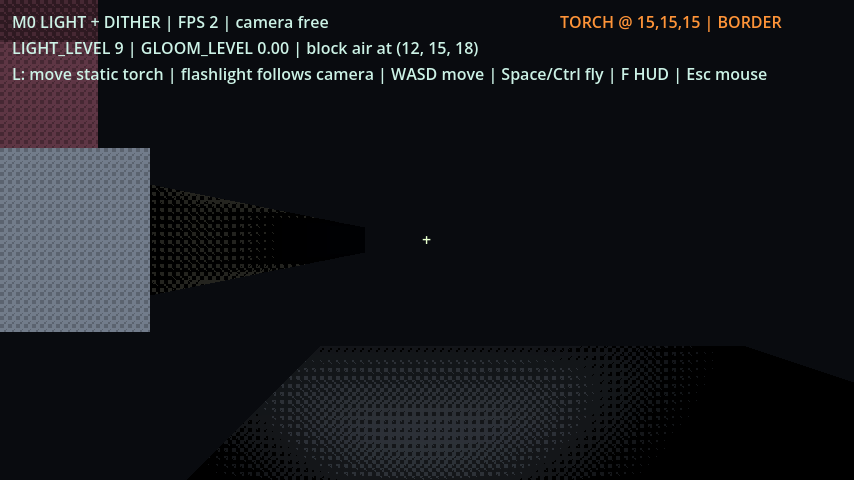 M0 LIGHT + DITHER | FPS 2 | camera free
TORCH @ 15,15,15 | BORDER
LIGHT_LEVEL 9 | GLOOM_LEVEL 0.00 | block air at (12, 15, 18)
L: move static torch | flashlight follows camera | WASD move | Space/Ctrl fly | F HUD | Esc mouse
+